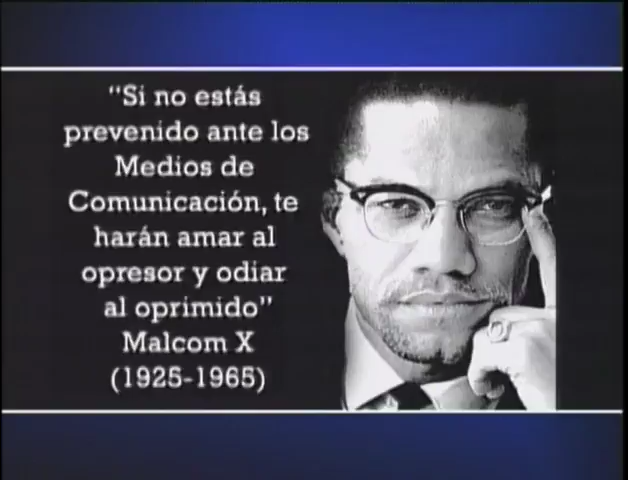 "Si no estás
prevenido ante los
Medios de
Comunicación, te
harán amar al
opresor y odiar
al oprimido"
Malcom X
(1925-1965)